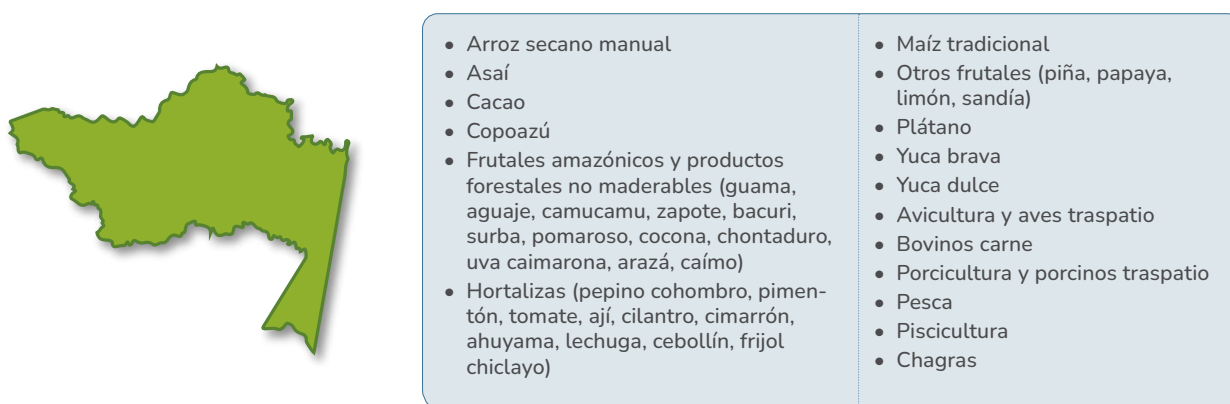 • Arroz secano manual
• Asaí
• Cacao
• Copoazú
• Frutales amazónicos y productos
forestales no maderables (guama,
aguaje, camucamu, zapote, bacuri,
surba, pomaroso, cocona, chontaduro,
uva caimarona, arazá, caímo)
• Hortalizas (pepino cohombro, pimen-
tón, tomate, ají, cilantro, cimarrón,
ahuyama, lechuga, cebollín, frijol
chiclayo)
• Maíz tradicional
• Otros frutales (piña, papaya,
limón, sandía)
• Plátano
• Yuca brava
• Yuca dulce
• Avicultura y aves traspatio
• Bovinos carne
• Porcicultura y porcinos traspatio
• Pesca
• Piscicultura
• Chagras